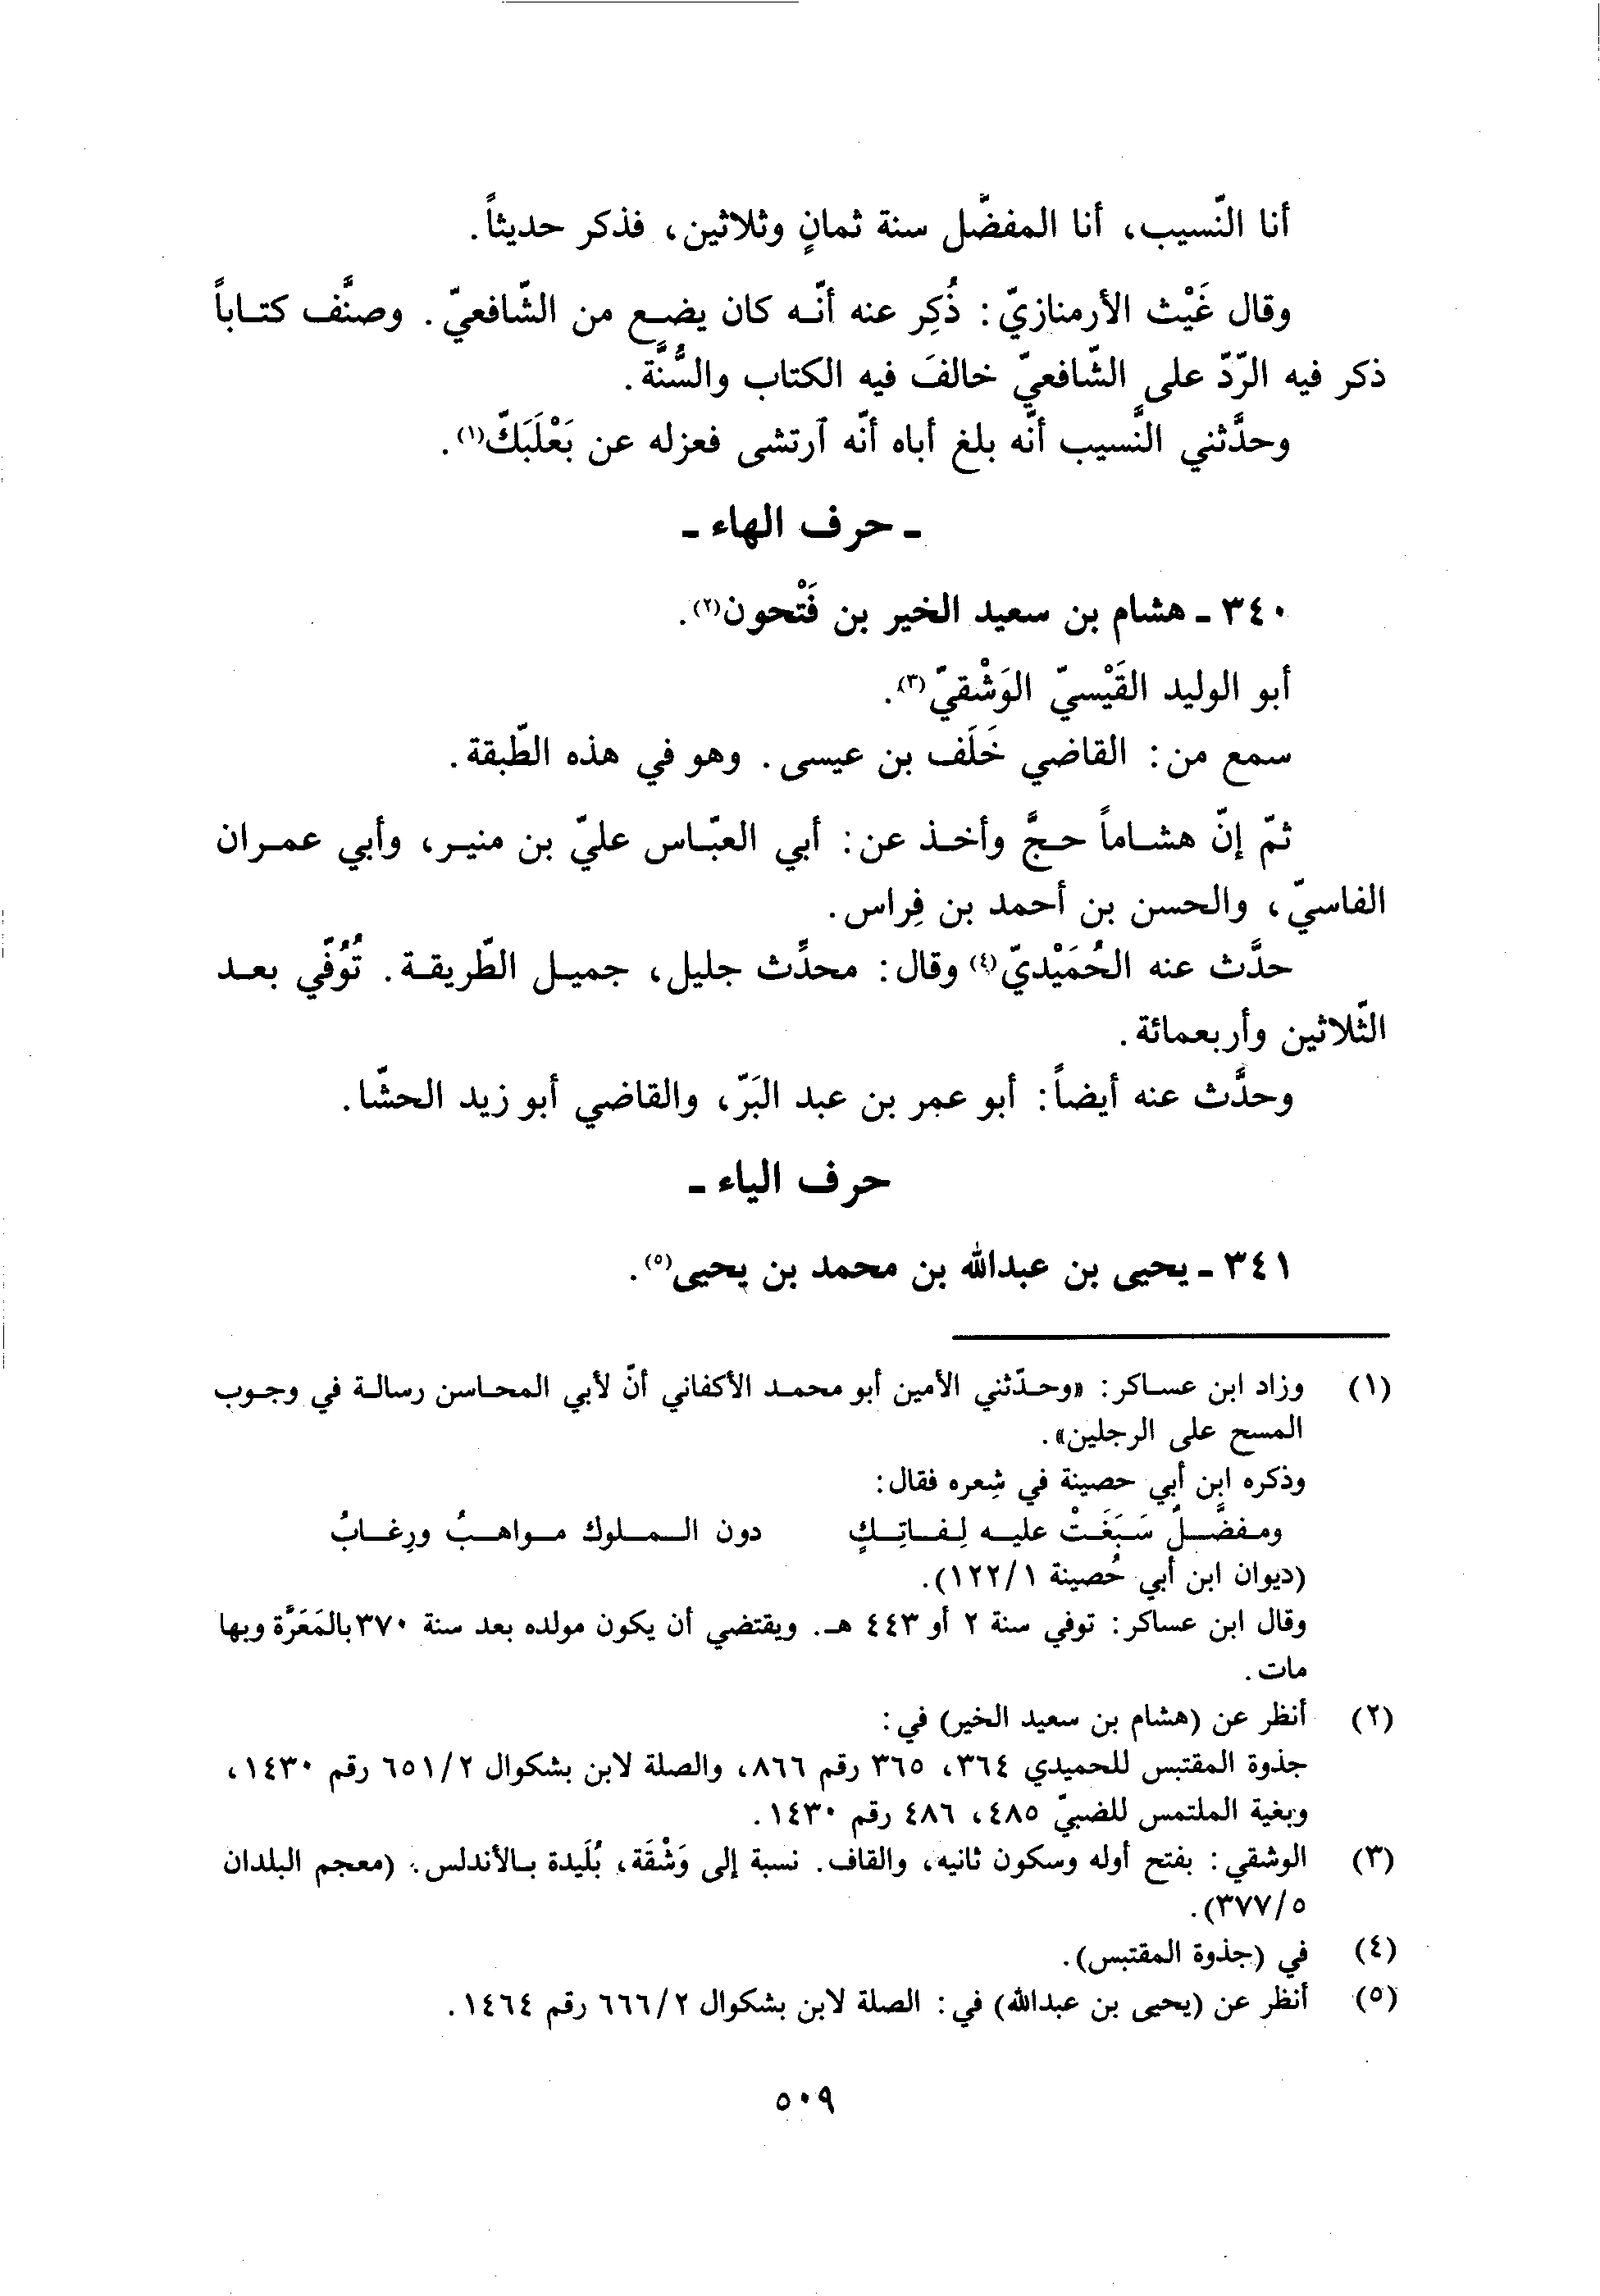 أنا النّسيب، أنا المفضّل سنة ثمانٍ وثلاثين، فذكر حديثاً.
وقال غَيْث الأرمنازيّ: ذُكِر عنه أنّه كان يضع من الشّافعيّ. وصنَّف كتاباً
ذكر فيه الرّدّ على الشّافعيّ خالفَ فيه الكتاب والسُّنَّة.
وحدَّثني النَّسيب أنّه بلغ أباه أنّه آرتشى فعزله عن بَعْلَبَكّ(١).
ـ حرف الهاء ـ
٣٤٠ ـ هشام بن سعيد الخير بن فَتْحون(٢).
أبو الوليد القَيْسيّ الوَشْقيّ(٣).
سمع من: القاضي خَلَف بن عيسى. وهو في هذه الطّبقة.
ثمّ إنّ هشاماً حجَّ وأخذ عن: أبي العبّاس عليّ بن منير، وأبي عمران
الفاسيّ، والحسن بن أحمد بن فِراس.
حدَّث عنه الحُمَيْديّ(٤) وقال: محدِّث جليل، جميل الطّريقة. تُوُفّي بعد
الثّلاثين وأربعمائة.
وحدَّث عنه أيضاً: أبو عمر بن عبد البَرّ، والقاضي أبو زيد الحشّا.
حرف الياء ـ
٣٤١ ـ يحيى بن عبدالله بن محمد بن يحيى(٥).
(١) وزاد ابن عساكر: «وحدّثني الأمين أبو محمد الأكفاني أنّ لأبي المحاسن رسالة في وجوب
المسح على الرجلين».
وذكره ابن أبي حصينة في شِعره فقال:
ومفضَّلٌ سَبَغَتْ عليه لِفاتِكٍ دون الملوك مواهبُ ورِغابُ
(ديوان ابن أبي حُصينة ١/ ١٢٢).
وقال ابن عساكر: توفي سنة ٢ أو ٤٤٣ هـ. ويقتضي أن يكون مولده بعد سنة ٣٧٠ بالمَعَرَّة وبها
مات.
(٢) أنظر عن (هشام بن سعيد الخير) في:
جذوة المقتبس للحميدي ٣٦٤، ٣٦٥ رقم ٨٦٦، والصلة لابن بشكوال ٢/ ٦٥١ رقم ١٤٣٠،
وبغية الملتمس للضبيّ ٤٨٥، ٤٨٦ رقم ١٤٣٠.
(٣) الوشقي: بفتح أوله وسكون ثانيه، والقاف. نسبة إلى وَشْقَة، بُلَيدة بالأندلس. (معجم البلدان
٥/ ٣٧٧).
(٤) في (جذوة المقتبس).
(٥) أنظر عن (يحيى بن عبدالله) في: الصلة لابن بشكوال ٢/ ٦٦٦ رقم ١٤٦٤.
٥٠٩